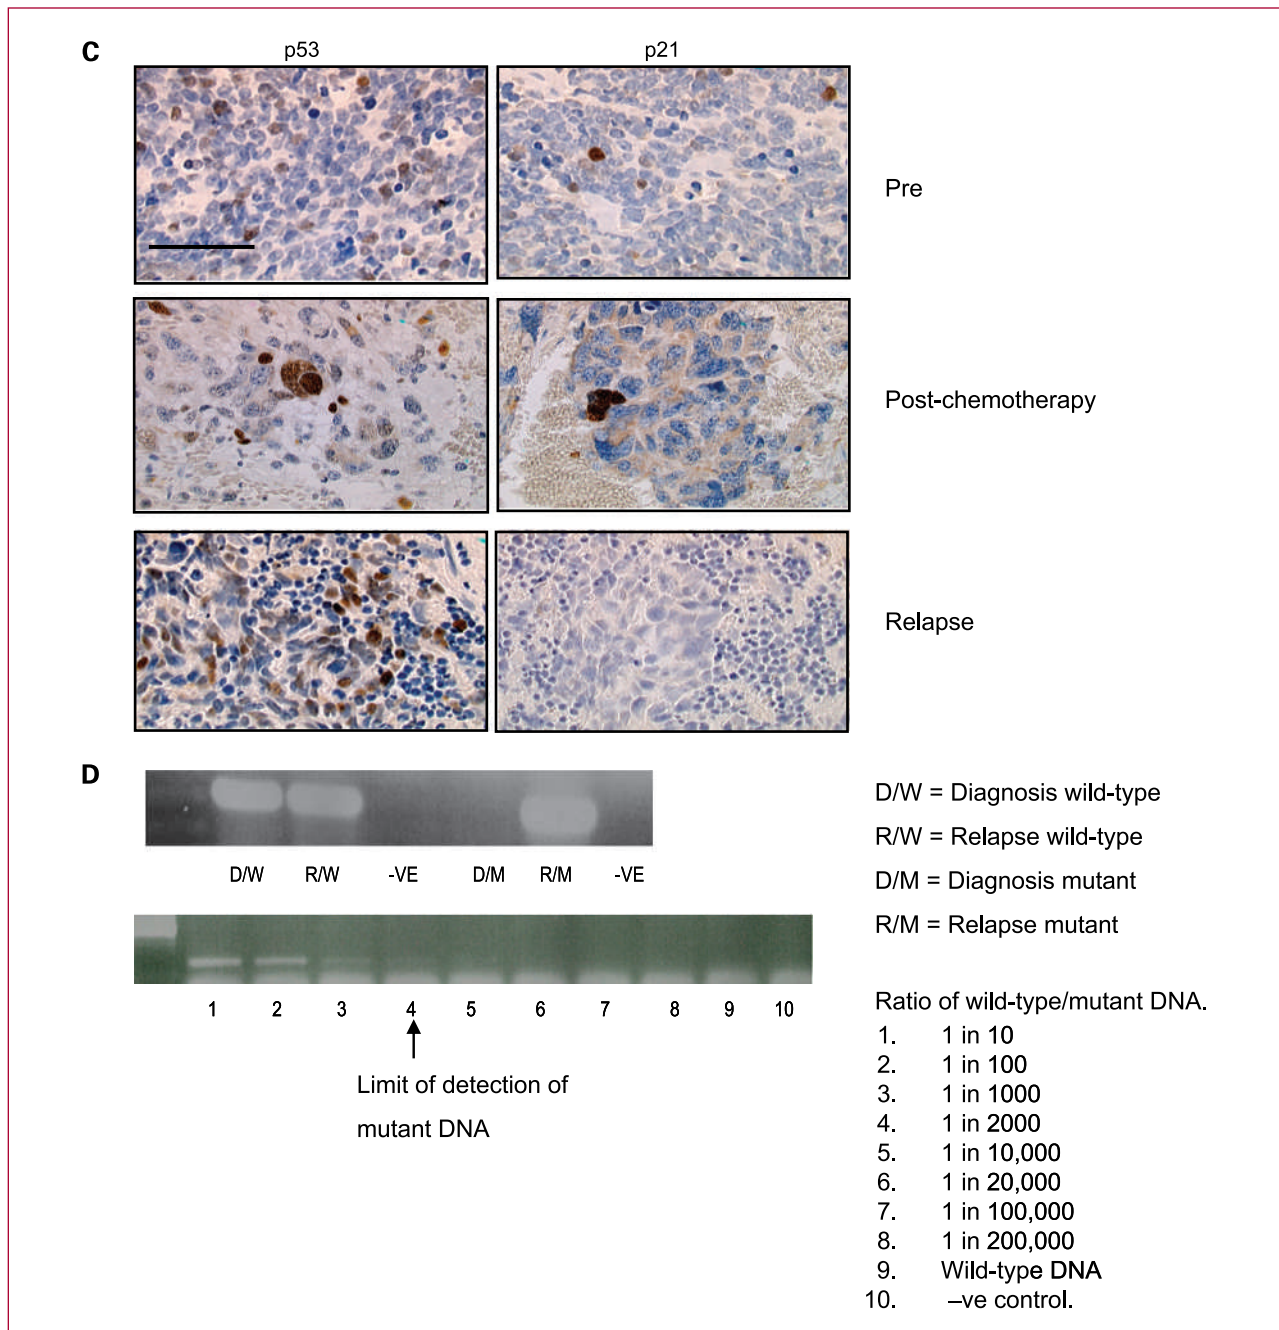 C
p53 p21
Pre
Post-chemotherapy
Relapse
D
D/W R/W -VE D/M R/M -VE
D/W = Diagnosis wild-type
R/W = Relapse wild-type
D/M = Diagnosis mutant
R/M = Relapse mutant
1 2 3 4 5 6 7 8 9 10
Limit of detection of
mutant DNA
Ratio of wild-type/mutant DNA.
1. 1 in 10
2. 1 in 100
3. 1 in 1000
4. 1 in 2000
5. 1 in 10,000
6. 1 in 20,000
7. 1 in 100,000
8. 1 in 200,000
9. Wild-type DNA
10. –ve control.